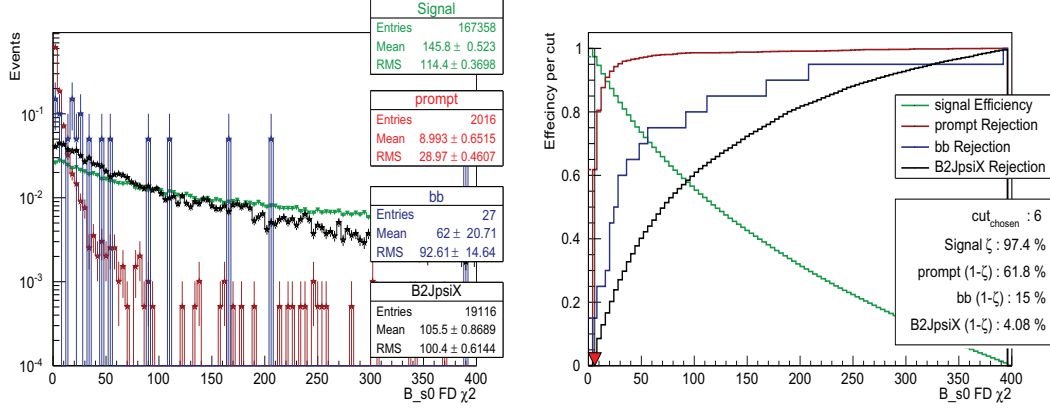 Signal
Entries 167358
Mean 145.8 ± 0.523
RMS 114.4 ± 0.3698
prompt
Entries 2016
Mean 8.993 ± 0.6515
RMS 28.97 ± 0.4607
bb
Entries 27
Mean 62 ± 20.71
RMS 92.61 ± 14.64
B2JpsiX
Entries 19116
Mean 105.5 ± 0.8689
RMS 100.4 ± 0.6144
Events
10-1
10-2
10-3
10-4
0 50 100 150 200 250 300 350 400
B_s0 FD χ2
Effeciency per cut
1
0.8
0.6
0.4
0.2
0
0 50 100 150 200 250 300 350 400
B_s0 FD χ2
signal Efficiency
prompt Rejection
bb Rejection
B2JpsiX Rejection
cutchosen : 6
Signal ζ : 97.4 %
prompt (1-ζ) : 61.8 %
bb (1-ζ) : 15 %
B2JpsiX (1-ζ) : 4.08 %